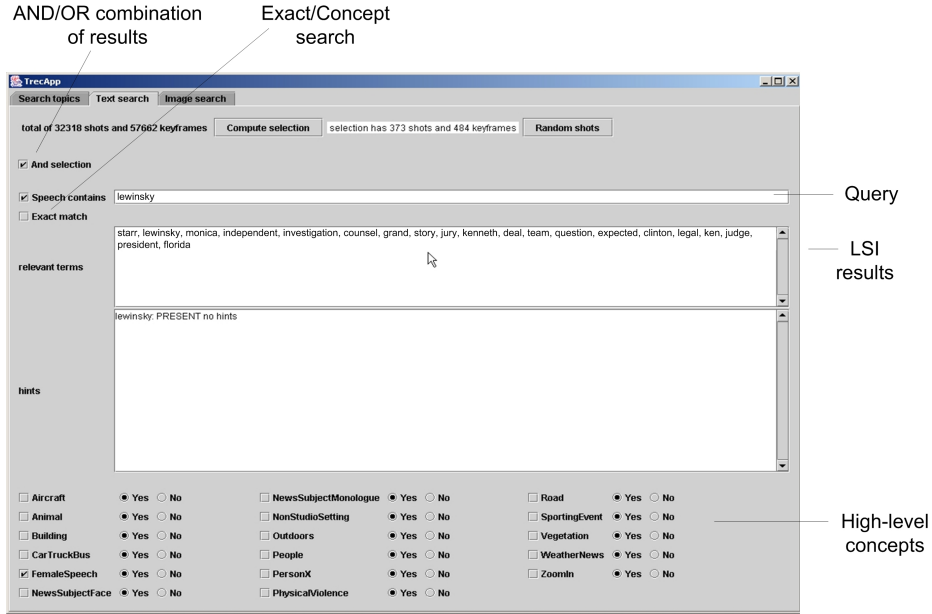 AND/OR combination
of results
Exact/Concept
search
TrecApp
Search topics Text search Image search
total of 32318 shots and 57662 keyframes Compute selection selection has 373 shots and 484 keyframes Random shots
And selection
Speech contains lewinsky
Query
Exact match
relevant terms
starr, lewinsky, monica, independent, investigation, counsel, grand, story, jury, kenneth, deal, team, question, expected, clinton, legal, ken, judge,
president, florida
LSI
results
hints
lewinsky: PRESENT no hints
Aircraft Yes No NewsSubjectMonologue Yes No Road Yes No
Animal Yes No NonStudioSetting Yes No SportingEvent Yes No
Building Yes No Outdoors Yes No Vegetation Yes No
CarTruckBus Yes No People Yes No WeatherNews Yes No
FemaleSpeech Yes No PersonX Yes No ZoomIn Yes No
NewsSubjectFace Yes No PhysicalViolence Yes No
High-level
concepts